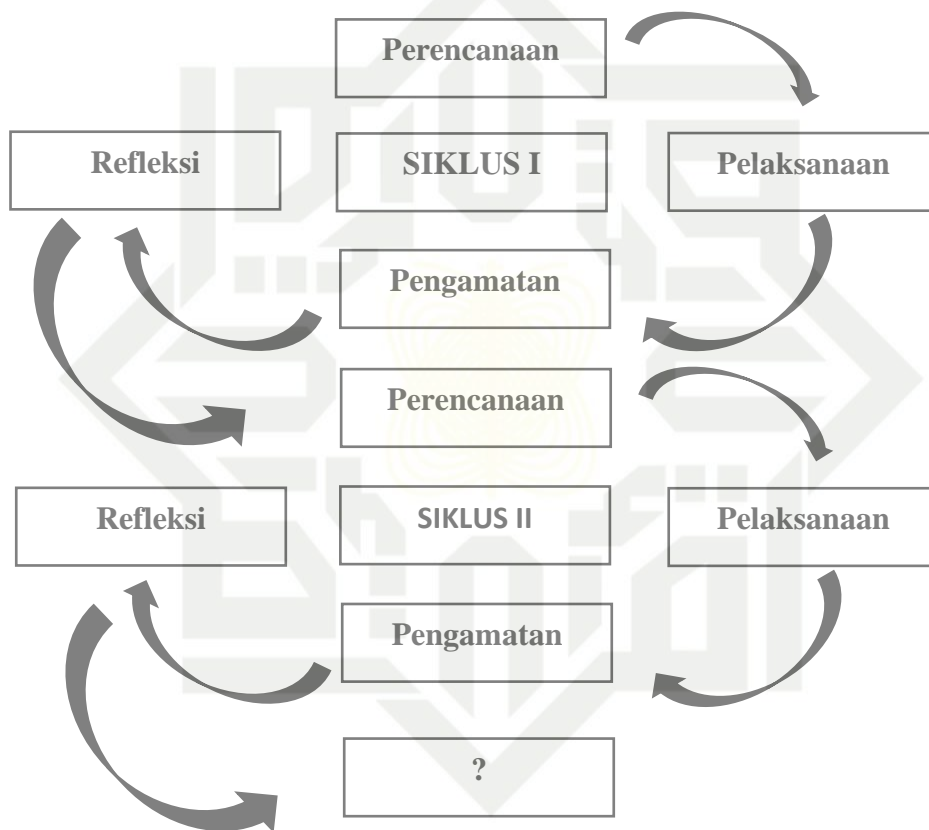 Perencanaan
Refleksi
SIKLUS I
Pelaksanaan
Pengamatan
Perencanaan
Refleksi
SIKLUS II
Pelaksanaan
Pengamatan
?